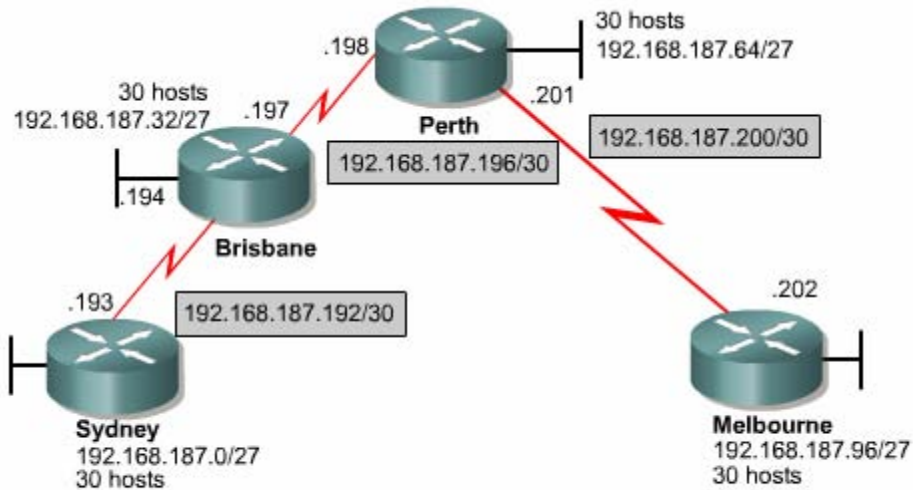 30 hosts
192.168.187.64/27
.198
.201
Perth
30 hosts
192.168.187.32/27
.197
192.168.187.200/30
192.168.187.196/30
.194
Brisbane
.193
192.168.187.192/30
.202
Sydney
192.168.187.0/27
30 hosts
Melbourne
192.168.187.96/27
30 hosts